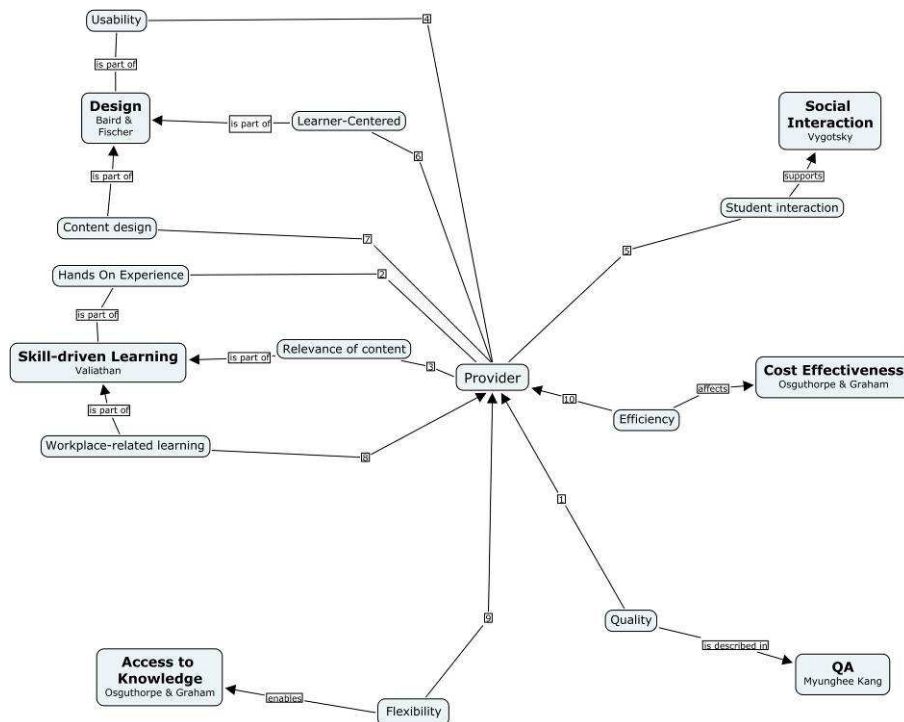 Usability
4
is part of
Design
Baird &
Fischer
is part of
Learner-Centered
6
is part of
Content design
7
Social
Interaction
Vygotsky
supports
Student interaction
5
Hands On Experience
2
is part of
Skill-driven Learning
Valiathan
is part of
Relevance of content
3
Provider
is part of
Workplace-related learning
8
Cost Effectiveness
Osguthorpe & Graham
affects
10
Efficiency
1
9
Quality
is described in
QA
Myunghee Kang
Access to
Knowledge
Osguthorpe & Graham
enables
Flexibility